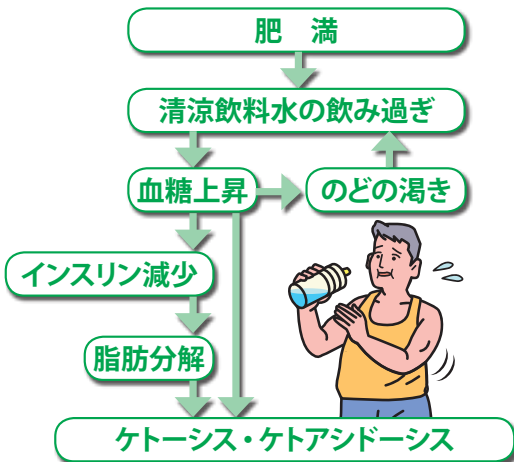 肥　満
清涼飲料水の飲み過ぎ
血糖上昇
のどの渇き
インスリン減少
脂肪分解
ケトーシス・ケトアシドーシス